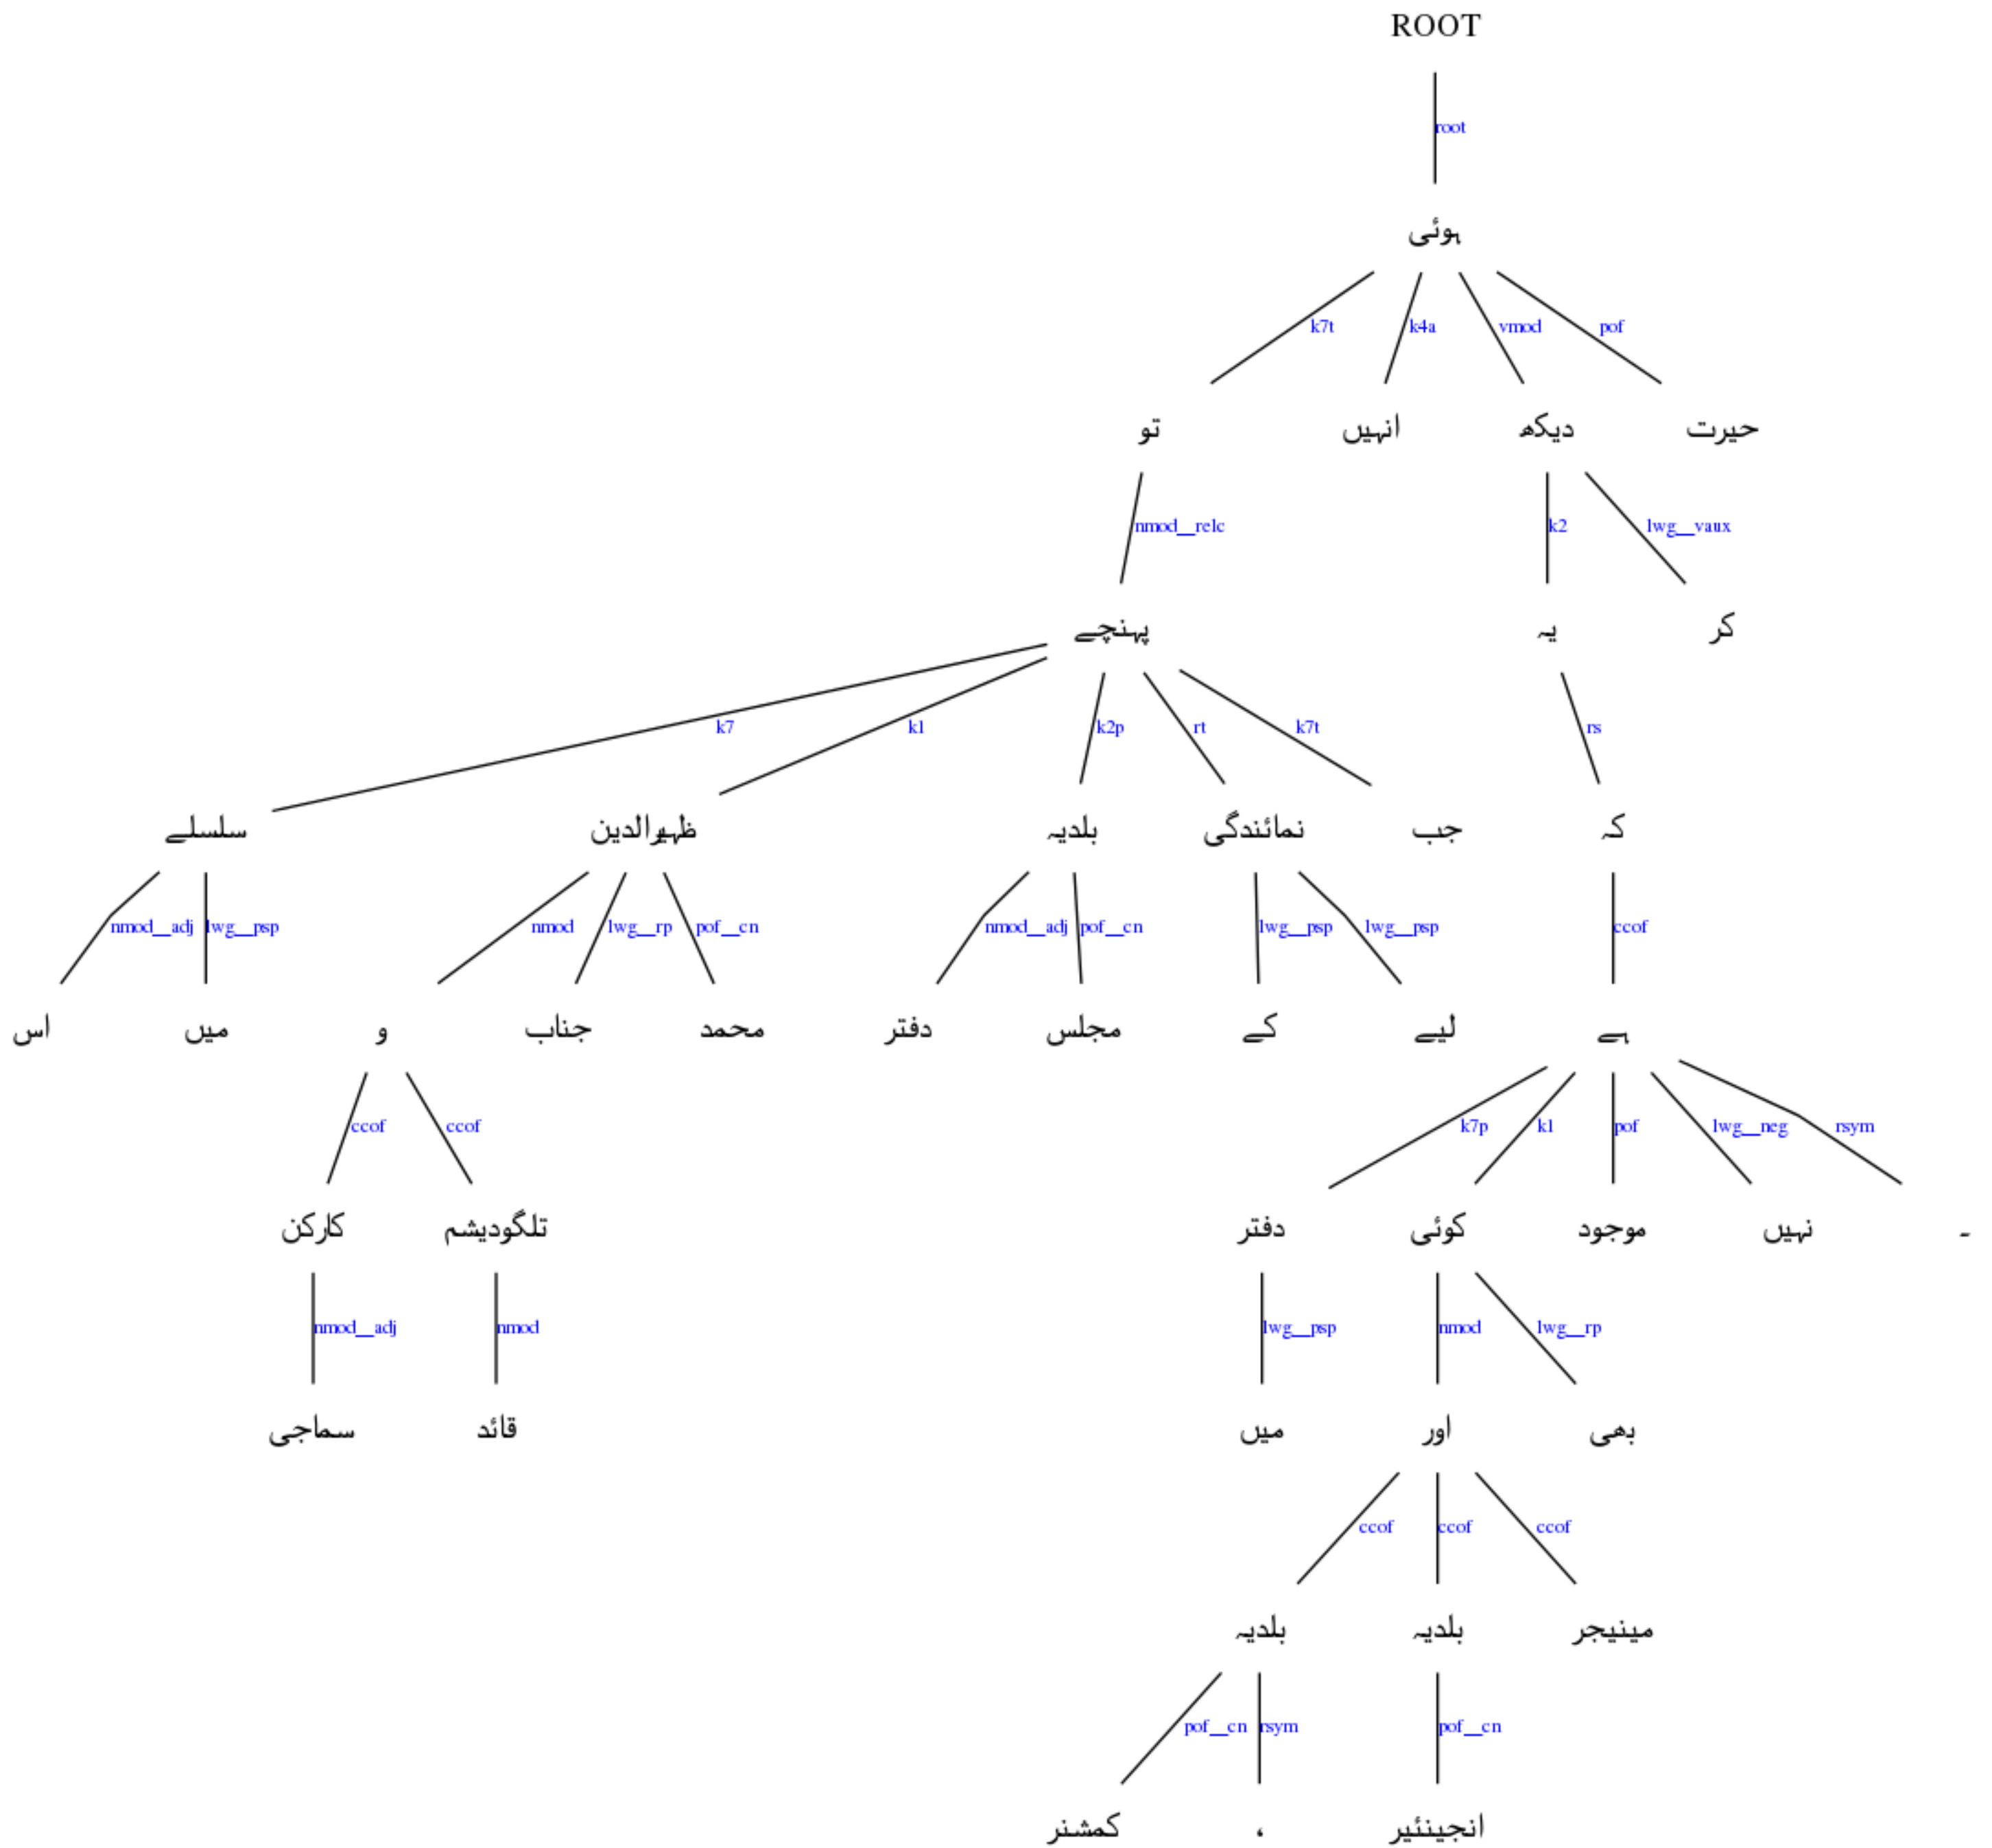 ROOT
root
ہوئی
k7t k4a vmod pof
تو انہیں دیکھ حیرت
nmod__relc k2 lwg__vaux
پہنچے یہ کر
k7 k1 k2p rt k7t rs
سلسلے ظہیرالدین بلدیہ نمائندگی جب کہ
nmod__adj lwg__psp nmod lwg__rp pof__cn nmod__adj pof__cn lwg__psp lwg__psp ccof
اس میں و جناب محمد دفتر مجلس کے لیے ہے
ccof ccof k7p k1 pof lwg__neg rsym
کارکن تلگودیشم دفتر کوئی موجود نہیں ۔
nmod__adj nmod lwg__psp nmod lwg__rp
سماجی قائد میں اور بھی
ccof ccof ccof
بلدیہ بلدیہ مینیجر
pof__cn rsym pof__cn
کمشنر ، انجینئیر